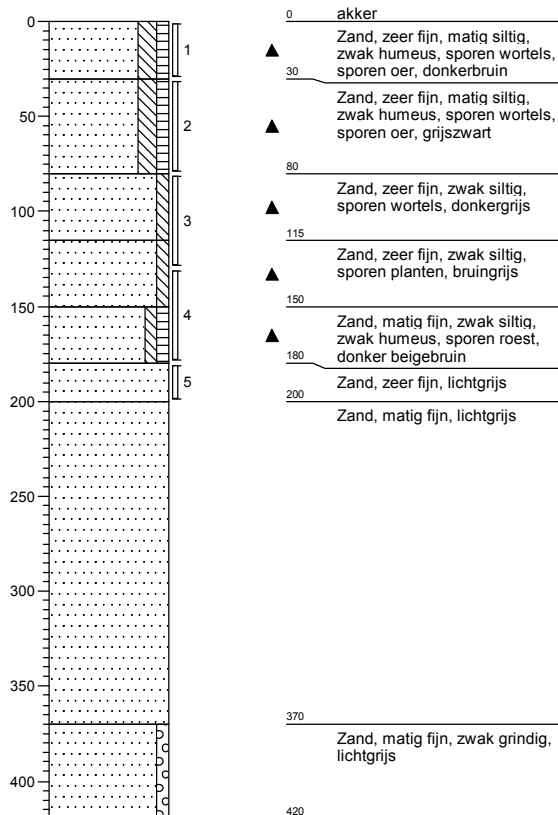 0
50
100
150
200
250
300
350
400
1
2
3
4
5
0
akker
Zand, zeer fijn, matig siltig,
zwak humeus, sporen wortels,
sporen oer, donkerbruin
30
Zand, zeer fijn, matig siltig,
zwak humeus, sporen wortels,
sporen oer, grijszwart
80
Zand, zeer fijn, zwak siltig,
sporen wortels, donkergrijs
115
Zand, zeer fijn, zwak siltig,
sporen planten, bruingrijs
150
Zand, matig fijn, zwak siltig,
zwak humeus, sporen roest,
donker beigebruin
180
Zand, zeer fijn, lichtgrijs
200
Zand, matig fijn, lichtgrijs
370
Zand, matig fijn, zwak grindig,
lichtgrijs
420